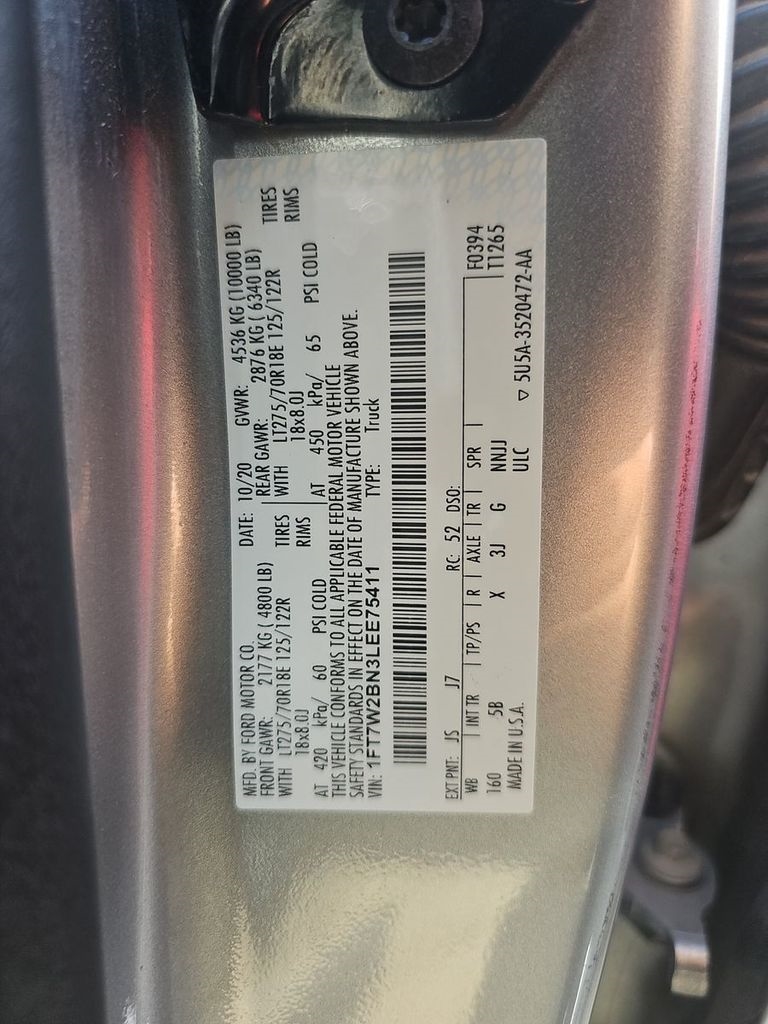 MFD. BY FORD MOTOR CO.
DATE: 10/20 GVWR: 4536 KG (10000 LB)
FRONT GAWR: 2177 KG ( 4800 LB)
REAR GAWR: 2876 KG ( 6340 LB)
WITH LT275/70R18E 125/122R TIRES
WITH LT275/70R18E 125/122R TIRES
18x8.0J RIMS
18x8.0J RIMS
AT 420 kPa/ 60 PSI COLD
AT 450 kPa/ 65 PSI COLD
THIS VEHICLE CONFORMS TO ALL APPLICABLE FEDERAL MOTOR VEHICLE
SAFETY STANDARDS IN EFFECT ON THE DATE OF MANUFACTURE SHOWN ABOVE.
VIN: 1FT7W2BN3LEE75411 TYPE: Truck
EXT PNT: JS J7 RC: 52 DSO:
WB INT TR TP/PS R AXLE TR SPR F0394
160 5B X 3J G NNJJ T1265
MADE IN U.S.A. ULC ▽ 5U5A-3520472-AA